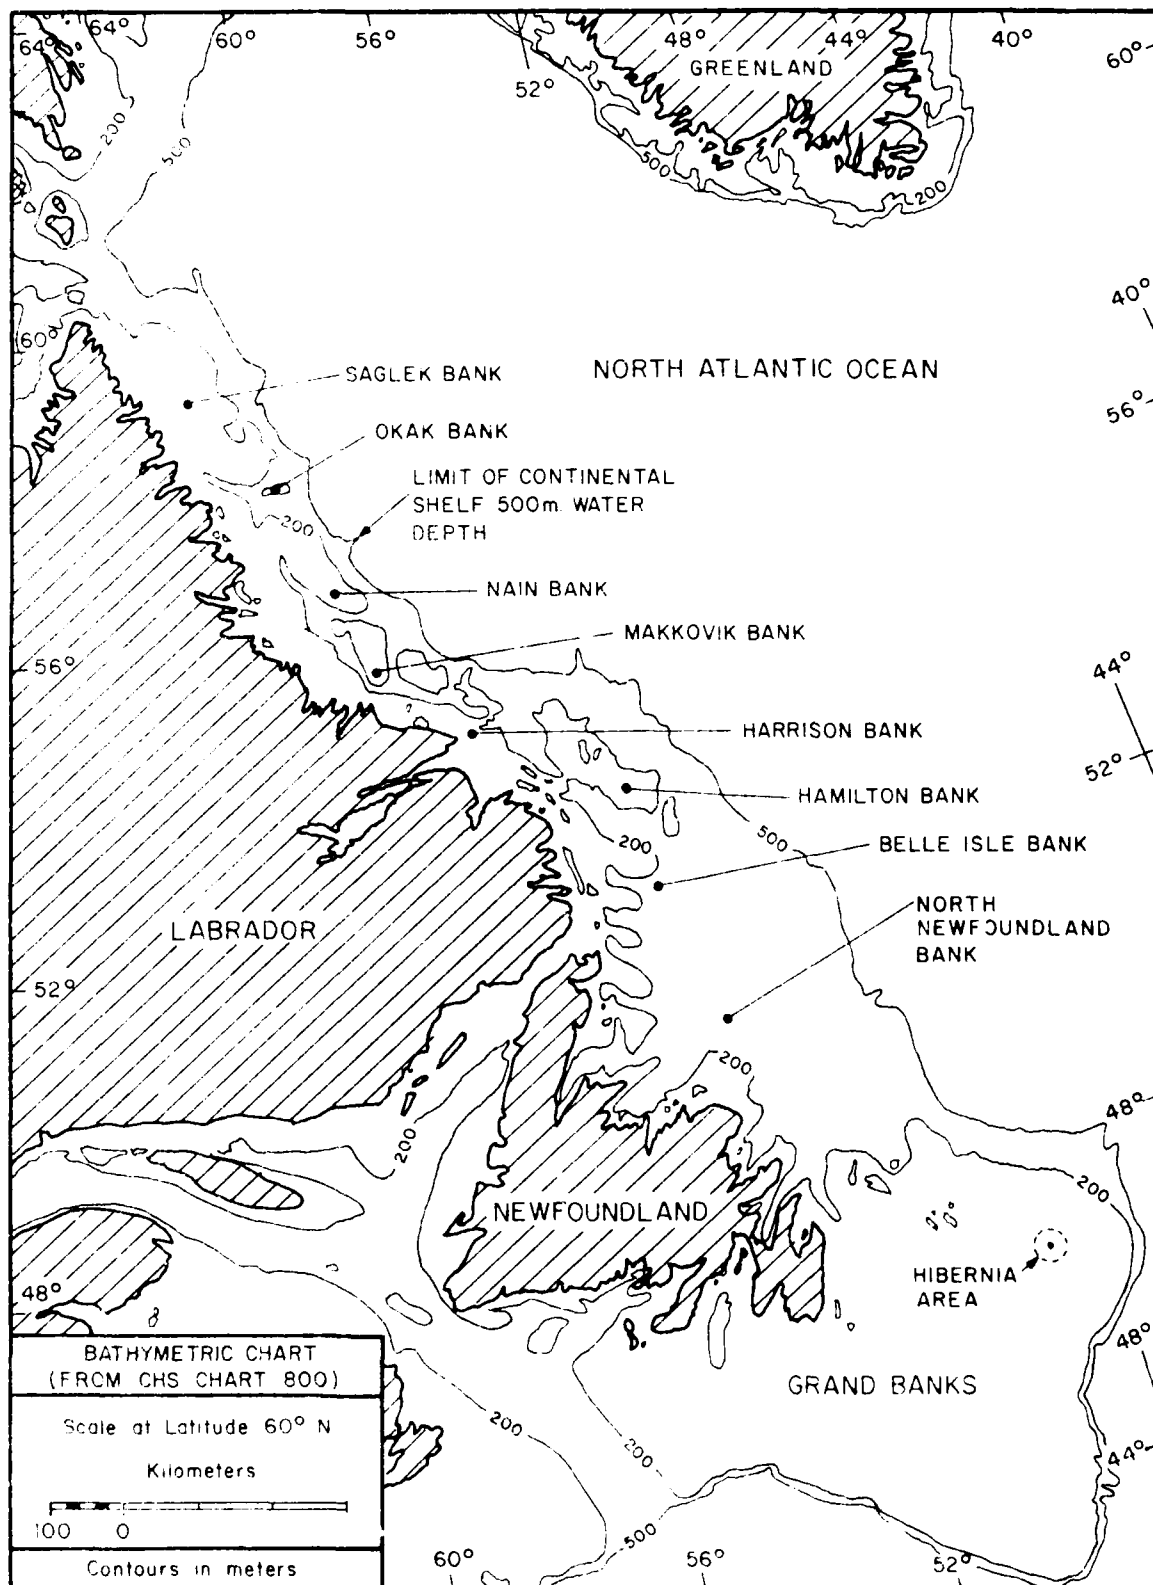 64° 64° 60° 56° 52° 48° 44° 40° 60°
GREENLAND
200
500
500
200
40°
60°
NORTH ATLANTIC OCEAN
SAGLEK BANK
56°
OKAK BANK
LIMIT OF CONTINENTAL
SHELF 500m. WATER
DEPTH
200
NAIN BANK
MAKKOVIK BANK
56°
44°
HARRISON BANK
52°
HAMILTON BANK
200
500
BELLE ISLE BANK
NORTH
NEWFOUNDLAND
BANK
LABRADOR
52°
200
48°
200
200
NEWFOUNDLAND
HIBERNIA
AREA
48°
48°
BATHYMETRIC CHART
(FROM CHS CHART 800)
GRAND BANKS
Scale at Latitude 60° N
200
200
44°
Kilometers
100 0
500
Contours in meters
60° 56° 52°